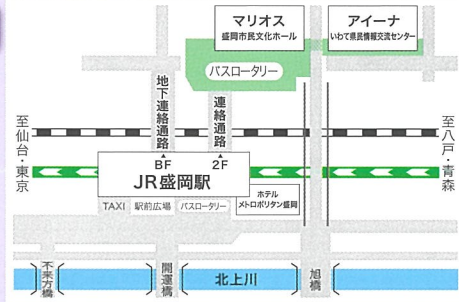 マリオス
盛岡市民文化ホール
アイーナ
いわて県民情報交流センター
バスロータリー
地下連絡通路
連絡通路
至仙台・東京
至八戸・青森
BF
2F
JR盛岡駅
ホテル
メトロポリタン盛岡
TAXI
駅前広場
バスロータリー
不来方橋
開運橋
北上川
旭橋